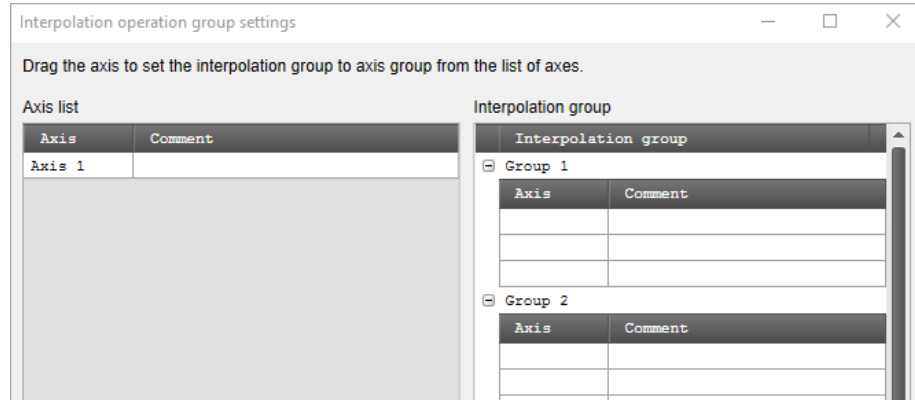 Interpolation operation group settings
Drag the axis to set the interpolation group to axis group from the list of axes.
Axis list
Interpolation group
Axis Comment
Interpolation group
Axis 1
Group 1
Axis Comment
Group 2
Axis Comment